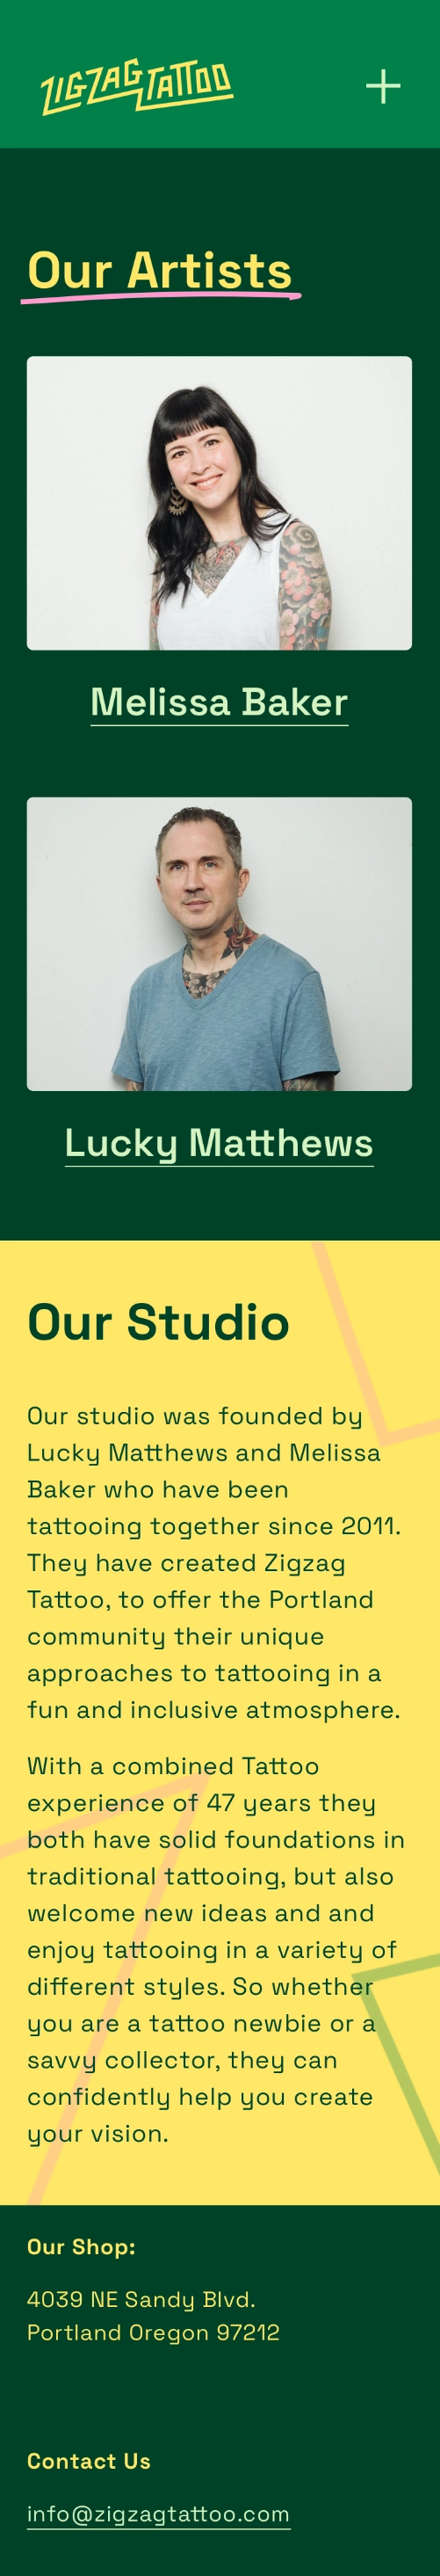 ZIGZAG TATTOO
Our Artists
Melissa Baker
Lucky Matthews
Our Studio
Our studio was founded by
Lucky Matthews and Melissa
Baker who have been
tattooing together since 2011.
They have created Zigzag
Tattoo, to offer the Portland
community their unique
approaches to tattooing in a
fun and inclusive atmosphere.
With a combined Tattoo
experience of 47 years they
both have solid foundations in
traditional tattooing, but also
welcome new ideas and and
enjoy tattooing in a variety of
different styles. So whether
you are a tattoo newbie or a
savvy collector, they can
confidently help you create
your vision.
Our Shop:
4039 NE Sandy Blvd.
Portland Oregon 97212
Contact Us
info@zigzagtattoo.com